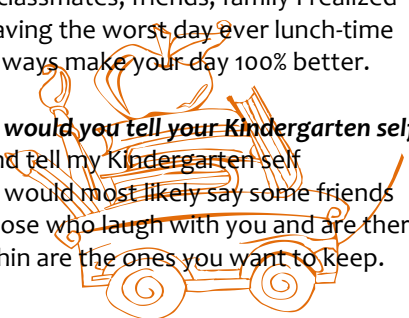 classmates, friends, family I realized
aving the worst day ever lunch-time
ways make your day 100% better.
would you tell your Kindergarten self
nd tell my Kindergarten self
would most likely say some friends
ose who laugh with you and are ther
hin are the ones you want to keep.